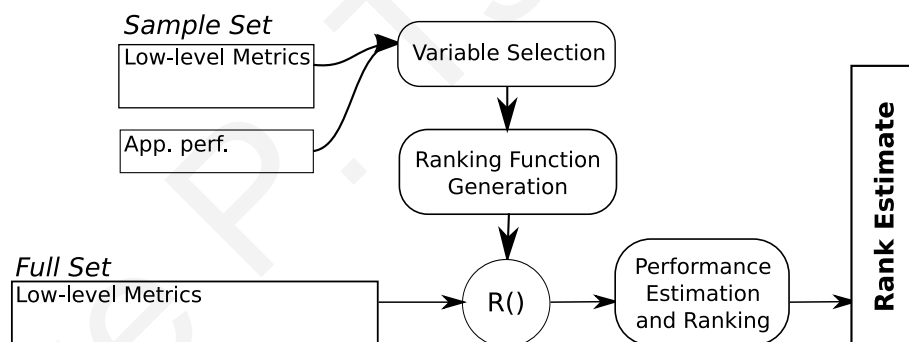 Sample Set
Low-level Metrics
App. perf.
Variable Selection
Ranking Function
Generation
Full Set
Low-level Metrics
R()
Performance
Estimation
and Ranking
Rank Estimate